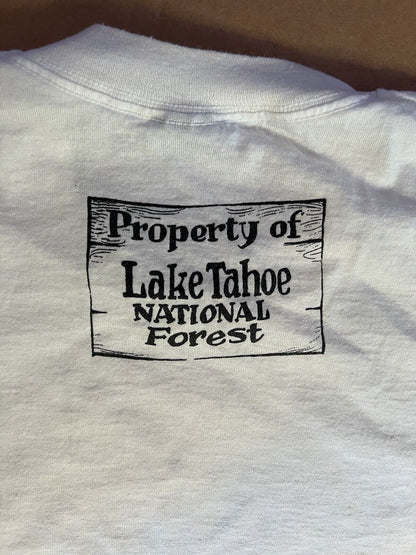 Property of
Lake Tahoe
NATIONAL
Forest